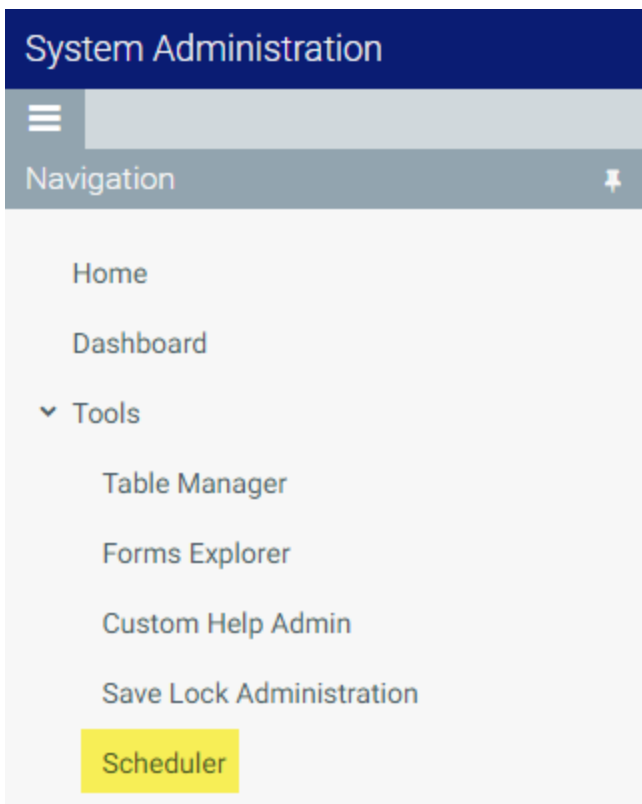 System Administration
Navigation
Home
Dashboard
Tools
Table Manager
Forms Explorer
Custom Help Admin
Save Lock Administration
Scheduler